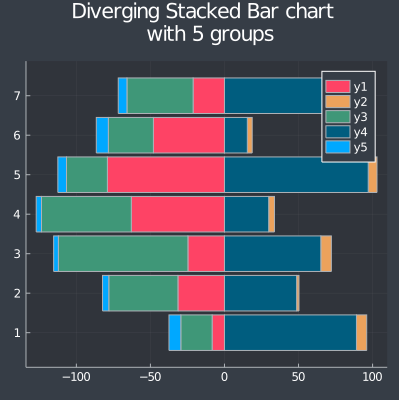 Diverging Stacked Bar chart
with 5 groups
y1
y2
y3
y4
y5
7
6
5
4
3
2
1
−100 −50 0 50 100